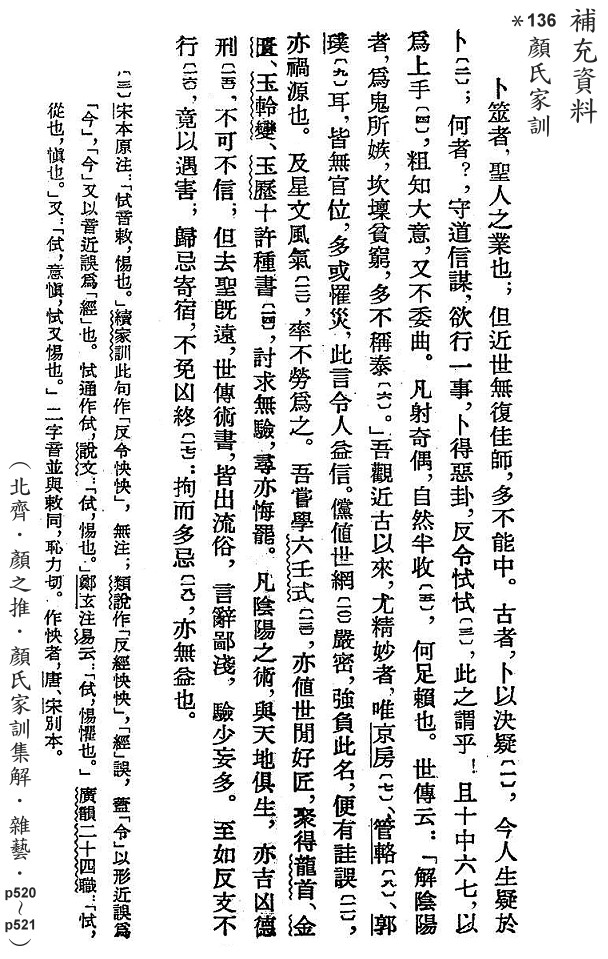 補充資料
*136
顏氏家訓
卜筮者，聖人之業也；但近世無復佳師，多不能中。古者，卜以決疑〔一〕，今人生疑於
卜〔二〕；何者？守道信謀，欲行一事，卜得惡卦，反令怴怴〔三〕，此之謂乎！且十中六七，以
爲上手〔四〕，粗知大意，又不委曲。凡射奇偶，自然半收〔五〕，何足賴也。世傳云：「解陰陽
者，爲鬼所嫉，坎壈貧窮，多不稱泰〔六〕。」吾觀近古以來，尤精妙者，唯京房〔七〕、管輅〔八〕、郭
璞〔九〕耳，皆無官位，多或罹災，此言令人益信。儻值世網〔一〇〕嚴密，強負此名，便有詿誤〔一一〕，
亦禍源也。及星文風氣〔一二〕，率不勞爲之。吾嘗學六壬式〔一三〕，亦值世閒好匠，聚得龍首、金
匱、玉軨變、玉歷十許種書〔一四〕，討求無驗，尋亦悔罷。凡陰陽之術，與天地俱生，亦吉凶德
刑〔一五〕，不可不信；但去聖既遠，世傳術書，皆出流俗，言辭鄙淺，驗少妄多。至如反支不
行〔一六〕，竟以遇害；歸忌寄宿，不免凶終〔一七〕：拘而多忌〔一八〕，亦無益也。
〔三〕宋本原注：「怴音敕，惕也。」續家訓此句作「反令怏怏」，無注；類說作「反經怏怏」，「經」誤，蓋「令」以形近誤爲
「今」，「今」又以音近誤爲「經」也。怴通作侙，說文：「侙，惕也。」鄭玄注易云：「侙，惕懼也。」廣韻二十四職：「侙，
從也，愼也。」又：「侙，意愼，怴又惕也。」二字音並與敕同，恥力切。作怏者，唐、宋別本。
（北齊．顏之推．顏氏家訓集解．雜藝．p520～p521）